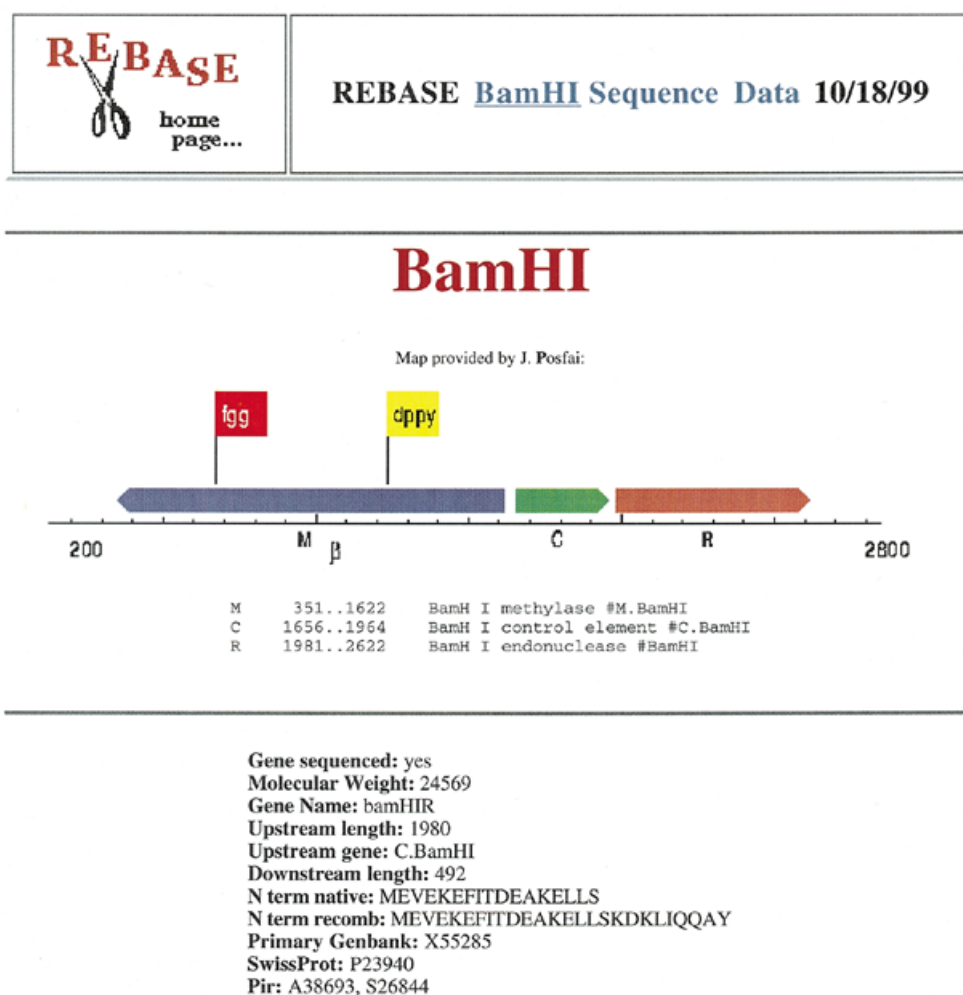 REBASE
home
page...
REBASE BamHI Sequence Data 10/18/99
BamHI
Map provided by J. Posfai:
fgg dppy
200 M β C R 2800
M 351..1622 BamH I methylase #M.BamHI
C 1656..1964 BamH I control element #C.BamHI
R 1981..2622 BamH I endonuclease #BamHI
Gene sequenced: yes
Molecular Weight: 24569
Gene Name: bamHIR
Upstream length: 1980
Upstream gene: C.BamHI
Downstream length: 492
N term native: MEVEKEFITDEAKELLS
N term recomb: MEVEKEFITDEAKELLSKDKLIQQAY
Primary Genbank: X55285
SwissProt: P23940
Pir: A38693, S26844